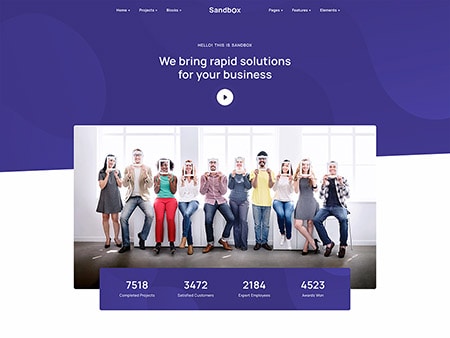 Home Projects Blocks Sandbox Pages Features Elements
HELLO! THIS IS SANDBOX
We bring rapid solutions
for your business
7518 3472 2184 4523
Completed Projects Satisfied Customers Expert Employees Awards Won